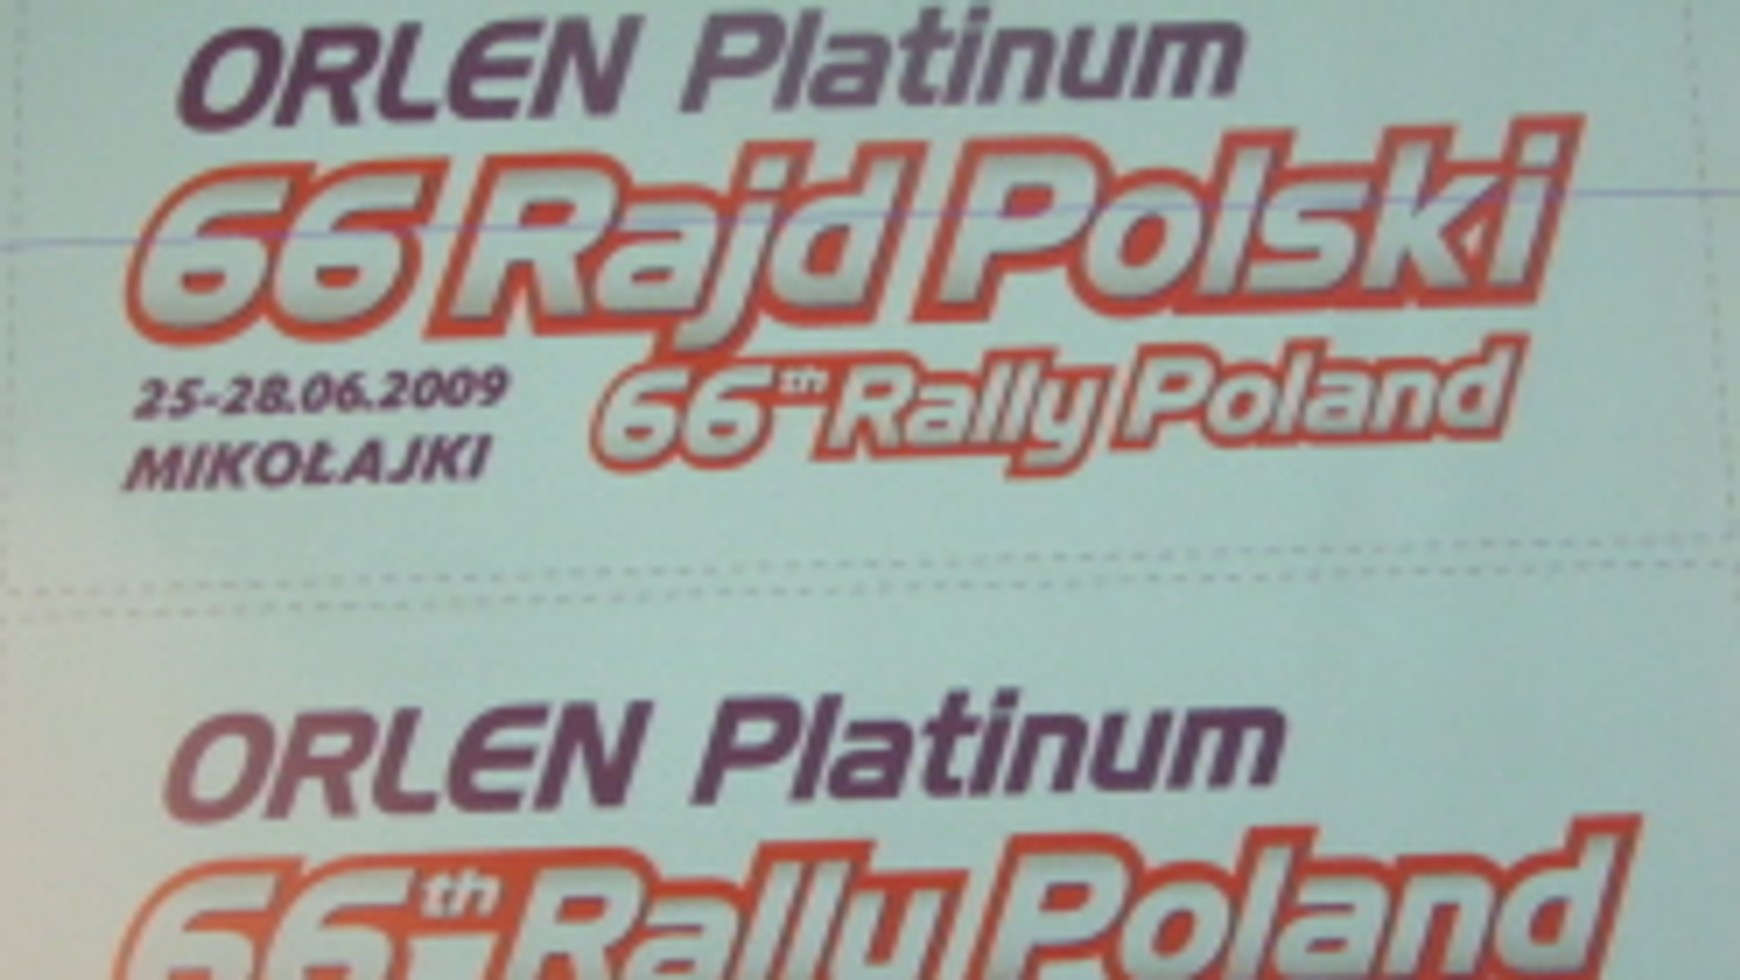 ORLEN Platinum
66 Rajd Polski
25-28.06.2009
MIKOŁAJKI
66th Rally Poland
ORLEN Platinum
66th Rally Poland